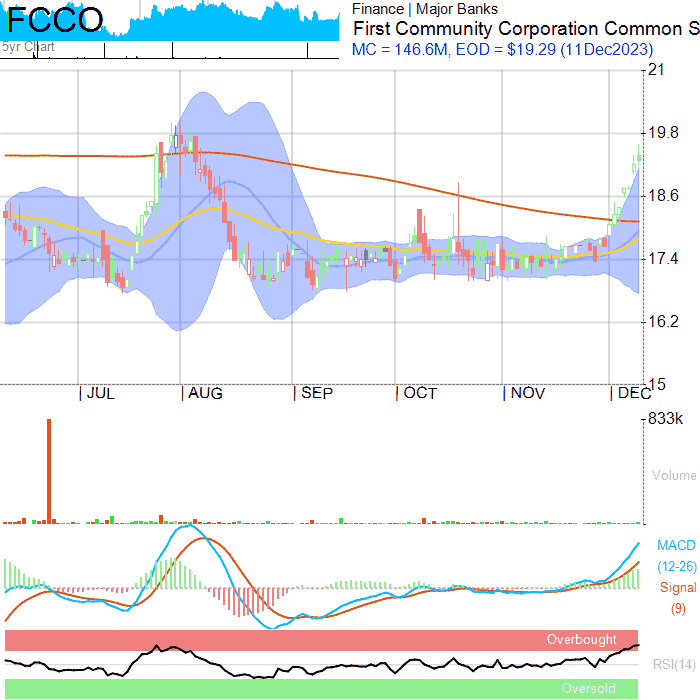 FCCO
5yr Chart
Finance | Major Banks
First Community Corporation Common S
MC = 146.6M, EOD = $19.29 (11Dec2023)
21
19.8
18.6
17.4
16.2
15
| JUL | AUG | SEP | OCT | NOV | DEC
833k
Volume
MACD
(12-26)
Signal
(9)
Overbought
RSI(14)
Oversold